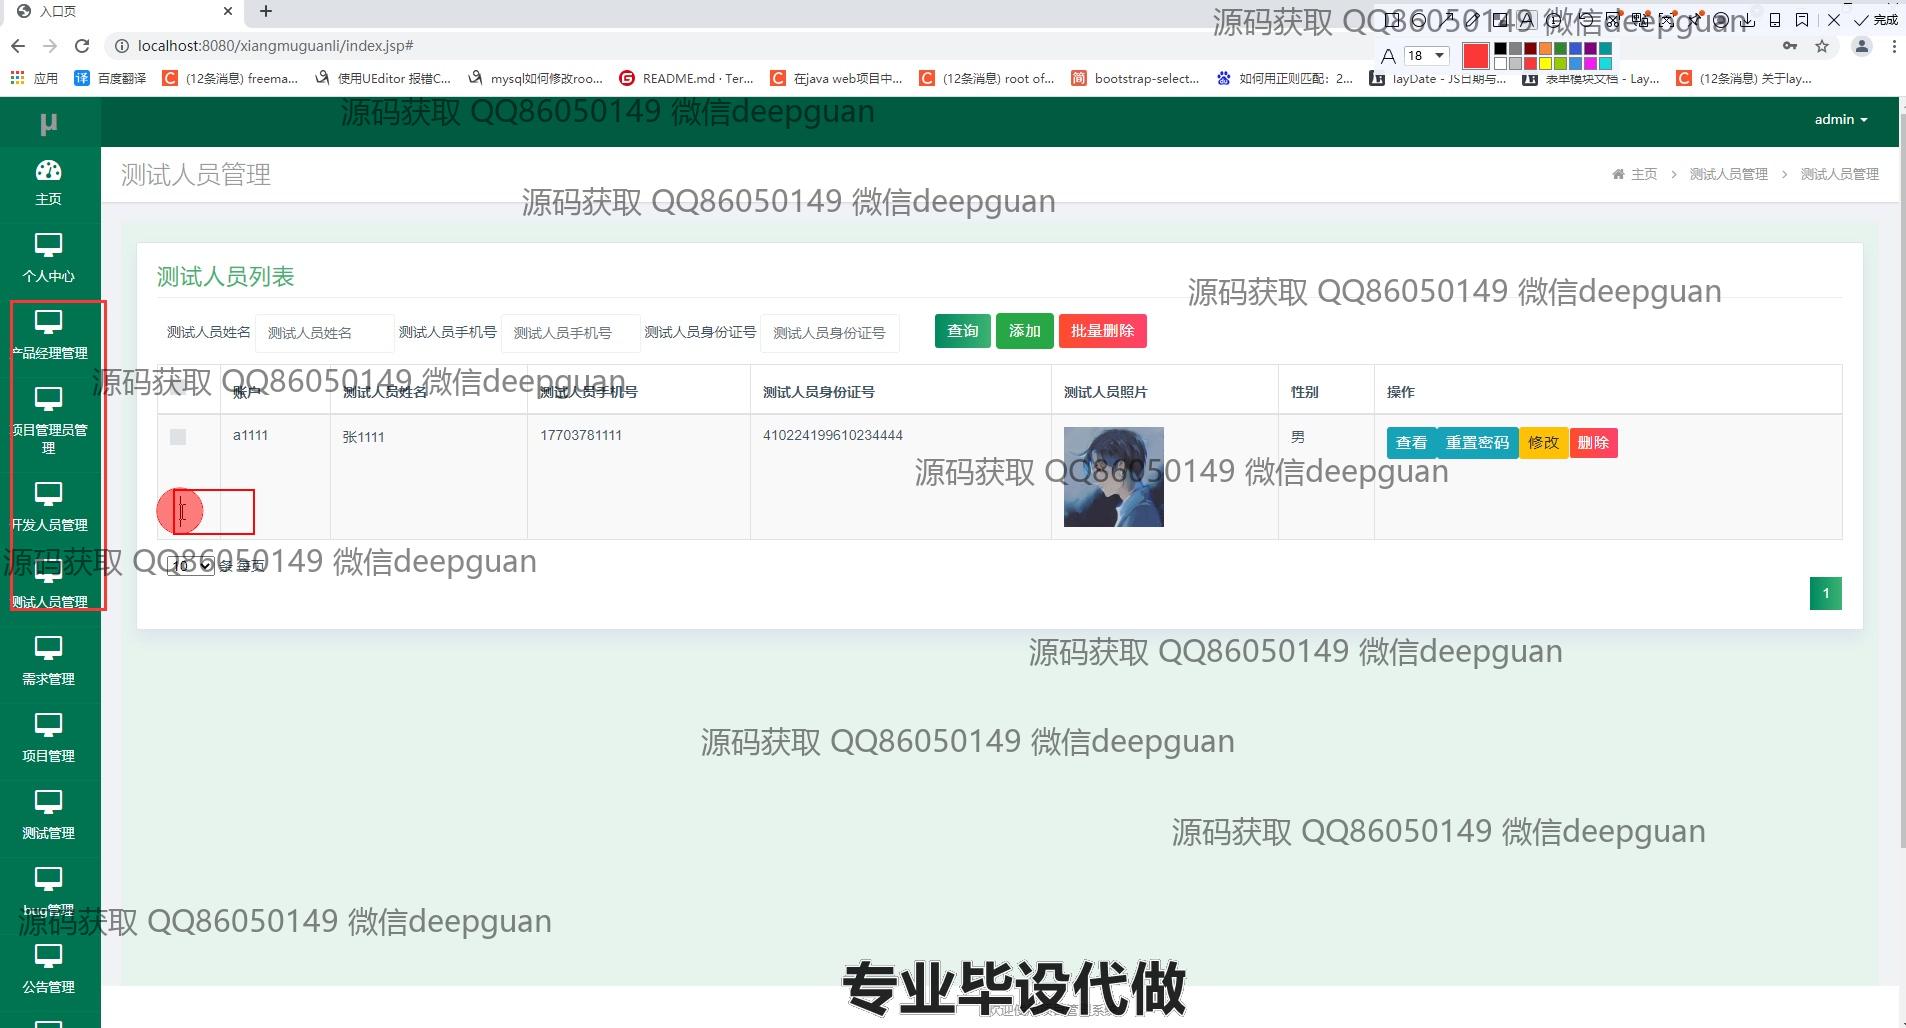 入口页
源码获取 QQ86050149 微信deepguan
完成
localhost:8080/xiangmuguanli/index.jsp#
18
应用
百度翻译
(12条消息) freema...
使用UEditor 报错C...
mysql如何修改roo...
README.md · Ter...
在java web项目中...
(12条消息) root of...
bootstrap-select...
如何用正则匹配：2...
layDate - JS日期与...
表单模块文档 - Lay...
(12条消息) 关于lay...
μ
源码获取 QQ86050149 微信deepguan
admin
主页
测试人员管理
主页 > 测试人员管理 > 测试人员管理
源码获取 QQ86050149 微信deepguan
个人中心
测试人员列表
源码获取 QQ86050149 微信deepguan
产品经理管理
测试人员姓名 测试人员姓名 测试人员手机号 测试人员手机号 测试人员身份证号 测试人员身份证号 查询 添加 批量删除
源码获取 QQ86050149 微信deepguan
账户 测试人员姓名 测试人员手机号 测试人员身份证号 测试人员照片 性别 操作
项目管理员管理
a1111 张1111 17703781111 410224199610234444 男 查看 重置密码 修改 删除
源码获取 QQ86050149 微信deepguan
开发人员管理
源码获取 QQ86050149 微信deepguan
10 条 每页
测试人员管理
1
源码获取 QQ86050149 微信deepguan
需求管理
源码获取 QQ86050149 微信deepguan
项目管理
源码获取 QQ86050149 微信deepguan
测试管理
bug管理
源码获取 QQ86050149 微信deepguan
公告管理
专业毕设代做